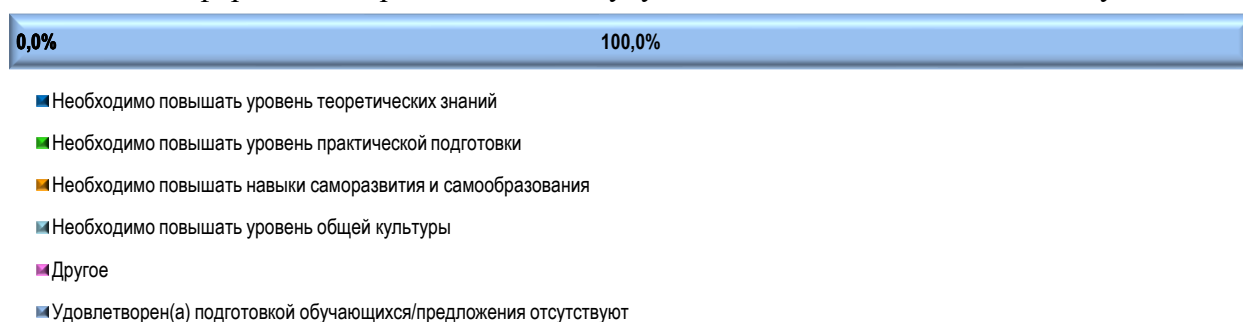 0,0% 100,0%
Необходимо повышать уровень теоретических знаний
Необходимо повышать уровень практической подготовки
Необходимо повышать навыки саморазвития и самообразования
Необходимо повышать уровень общей культуры
Другое
Удовлетворен(а) подготовкой обучающихся/предложения отсутствуют